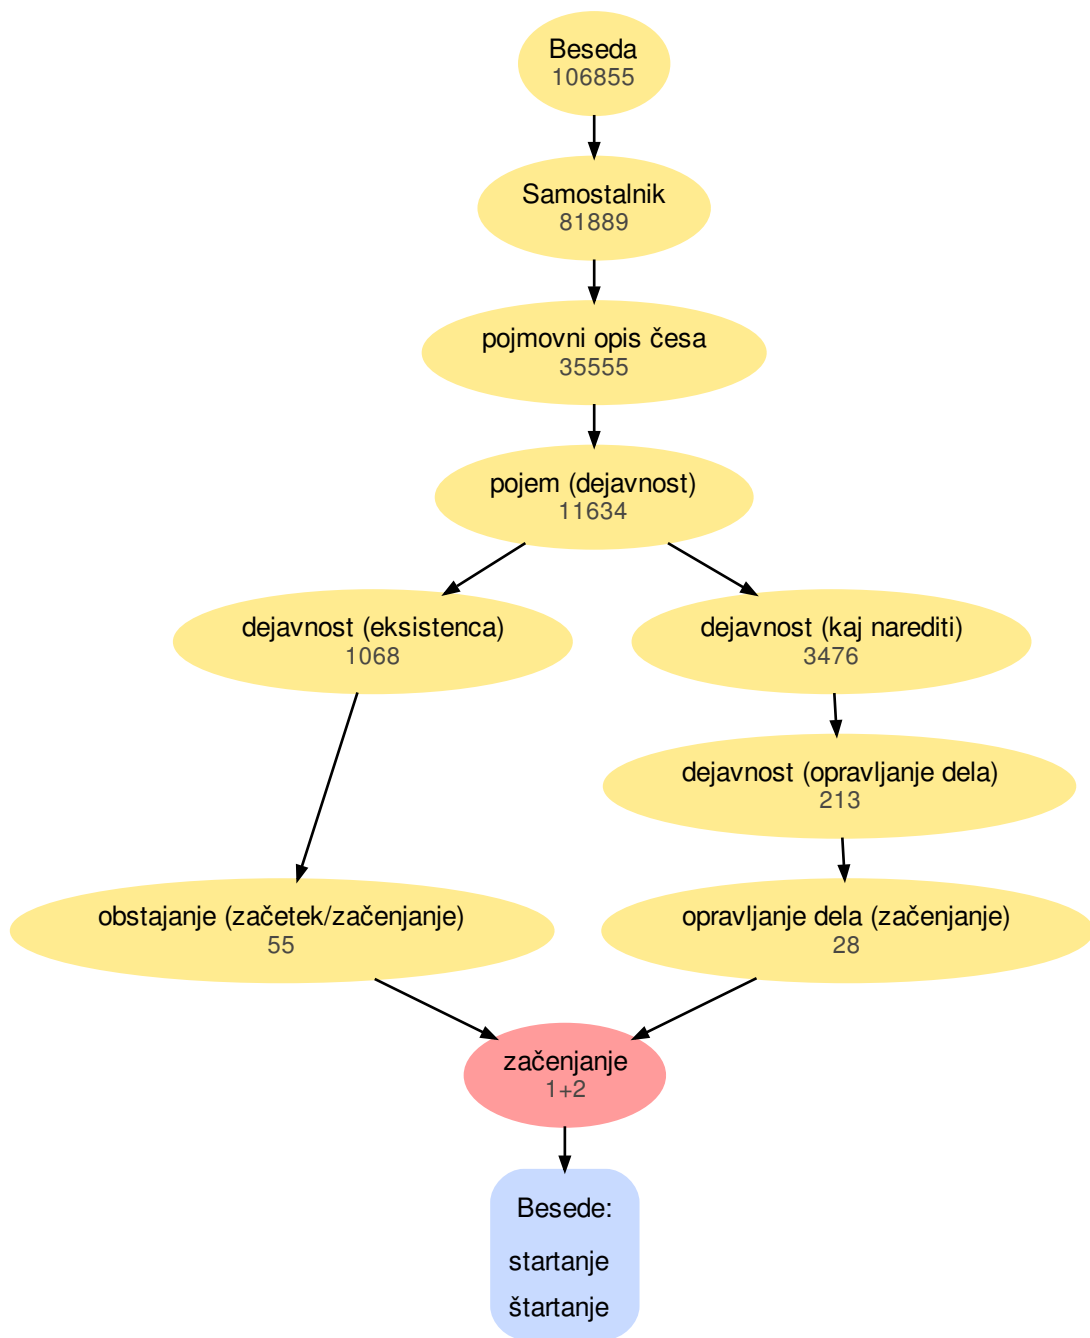 Beseda
106855
Samostalnik
81889
pojmovni opis česa
35555
pojem (dejavnost)
11634
dejavnost (eksistenca)
1068
dejavnost (kaj narediti)
3476
dejavnost (opravljanje dela)
213
obstajanje (začetek/začenjanje)
55
opravljanje dela (začenjanje)
28
začenjanje
1+2
Besede:
startanje
štartanje